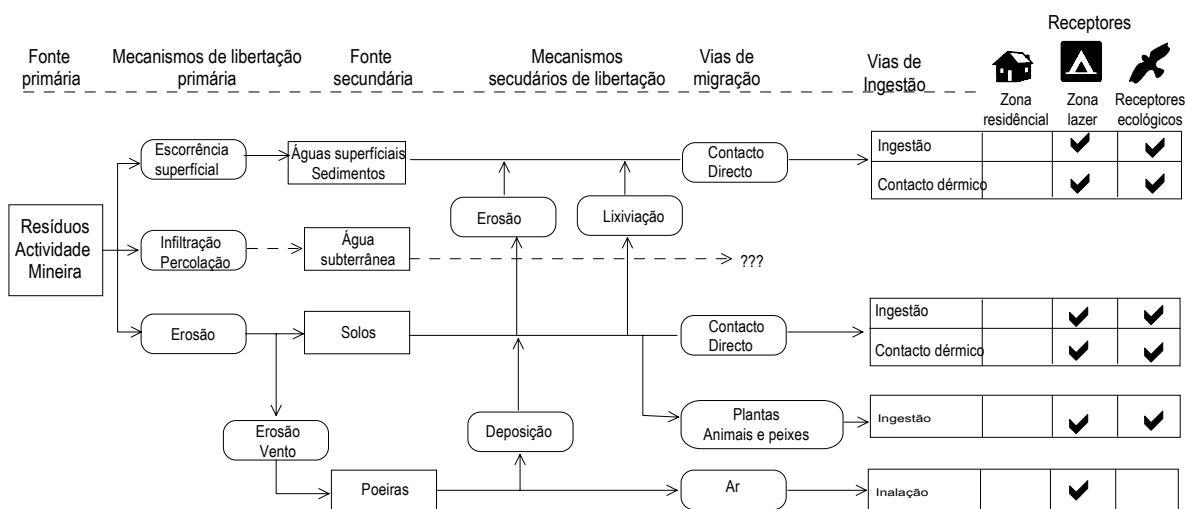 Receptores
Fonte
primária
Mecanismos de libertação
primária
Fonte
secundária
Mecanismos
secudários de libertação
Vias de
migração
Vias de
Ingestão
Zona
residêncial
Zona
lazer
Receptores
ecológicos
Escorrência
superfícial
Águas superfíciais
Sedimentos
Contacto
Directo
Ingestão
Contacto dérmico
Erosão
Lixiviação
Resíduos
Actividade
Mineira
Infiltração
Percolação
Água
subterrânea
???
Erosão
Solos
Contacto
Directo
Ingestão
Contacto dérmico
Erosão
Vento
Deposição
Plantas
Animais e peixes
Ingestão
Poeiras
Ar
Inalação